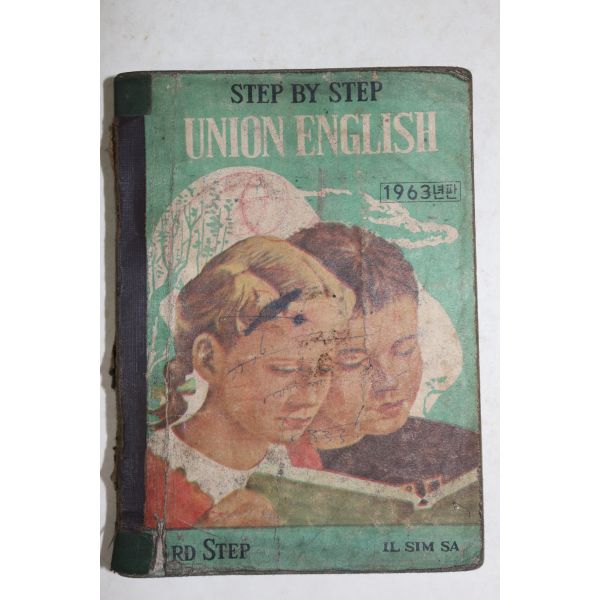 STEP BY STEP
UNION ENGLISH
1963년판
RD STEP
IL SIM SA